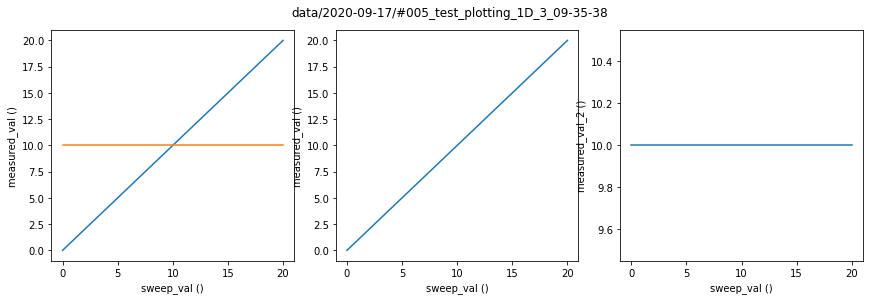 data/2020-09-17/#005_test_plotting_1D_3_09-35-38
20.0
17.5
15.0
12.5
10.0
7.5
5.0
2.5
0.0
measured_val ()
0 5 10 15 20
sweep_val ()
20.0
17.5
15.0
12.5
10.0
7.5
5.0
2.5
0.0
measured_val ()
0 5 10 15 20
sweep_val ()
10.4
10.2
10.0
9.8
9.6
measured_val_2 ()
0 5 10 15 20
sweep_val ()